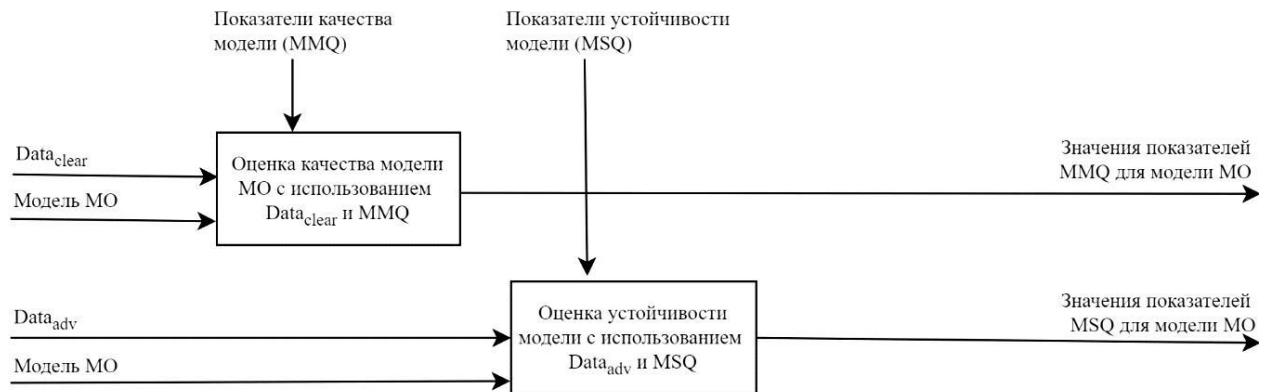 Показатели качества
модели (MMQ)
Показатели устойчивости
модели (MSQ)
Data_clear
Модель МО
Оценка качества модели
МО с использованием
Data_clear и MMQ
Значения показателей
MMQ для модели МО
Data_adv
Модель МО
Оценка устойчивости
модели с использованием
Data_adv и MSQ
Значения показателей
MSQ для модели МО